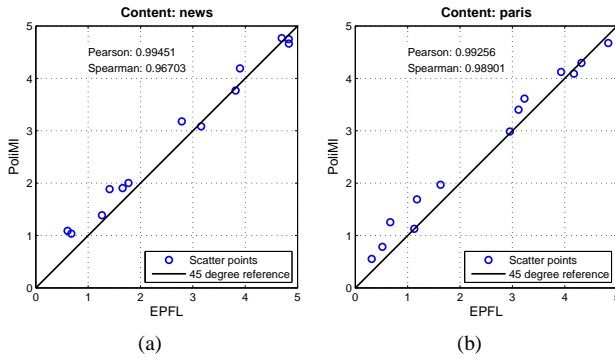 Content: news
5
4
3
2
1
0
PoliMI
Pearson: 0.99451
Spearman: 0.96703
Scatter points
45 degree reference
0 1 2 3 4 5
EPFL
(a)
Content: paris
5
4
3
2
1
0
PoliMI
Pearson: 0.99256
Spearman: 0.98901
Scatter points
45 degree reference
0 1 2 3 4 5
EPFL
(b)